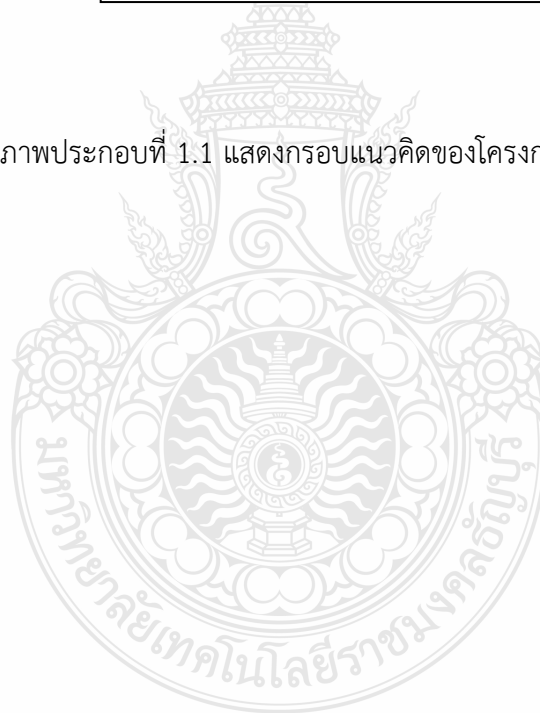 ภาพประกอบที่ 1.1 แสดงกรอบแนวคิดของโครงก
มหาวิทยาลัยเทคโนโลยีราชมงคลธัญบุรี